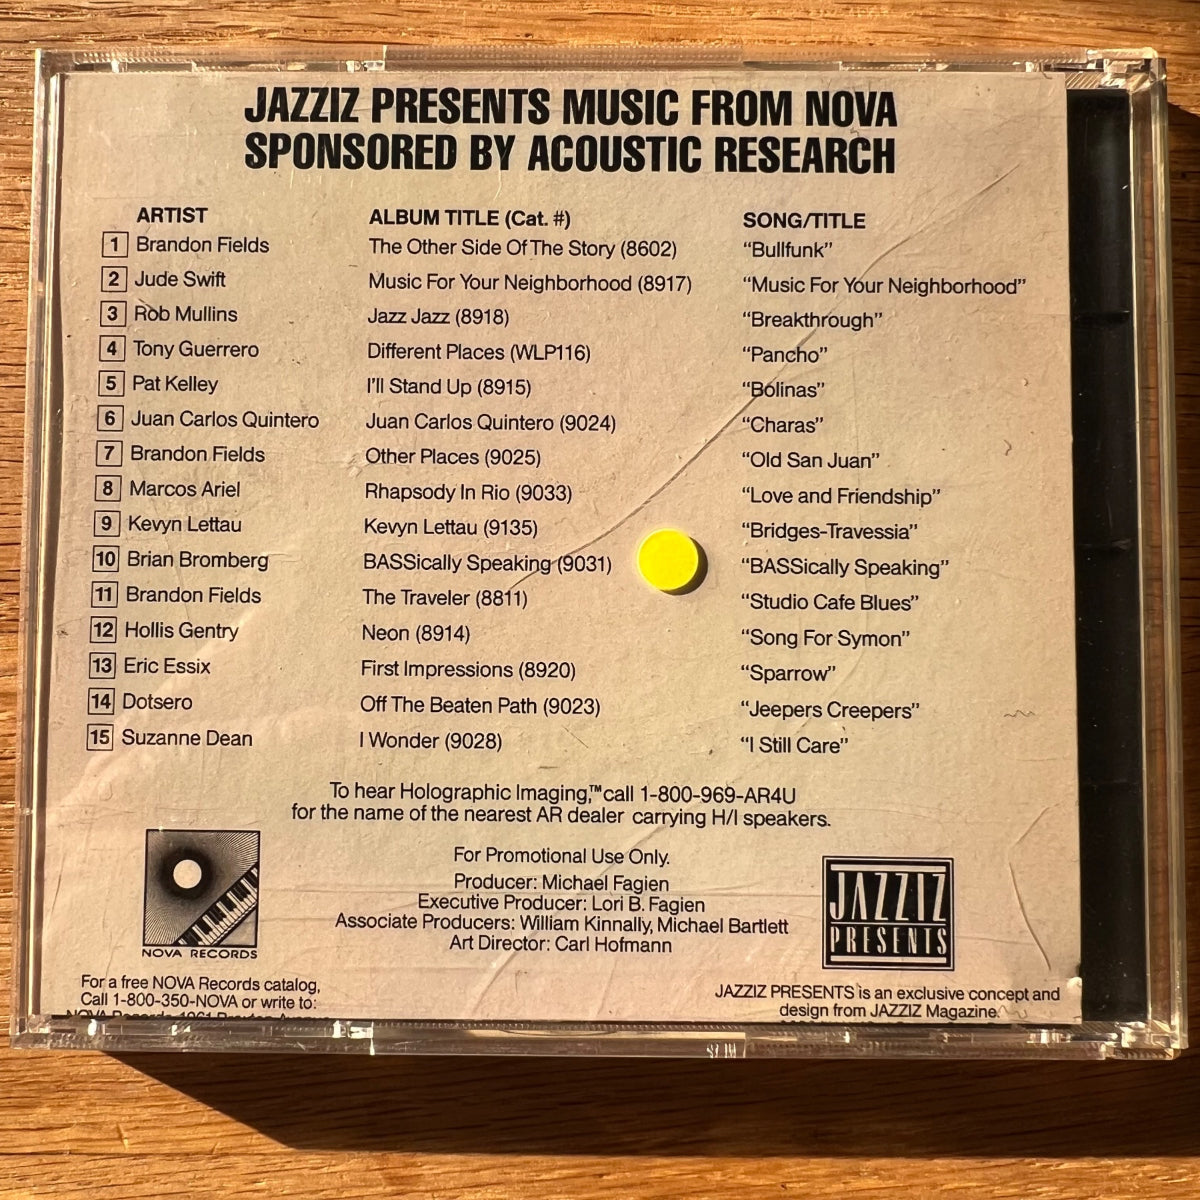 JAZZIZ PRESENTS MUSIC FROM NOVA
SPONSORED BY ACOUSTIC RESEARCH
ARTIST ALBUM TITLE (Cat. #) SONG/TITLE
1 Brandon Fields The Other Side Of The Story (8602) “Bullfunk”
2 Jude Swift Music For Your Neighborhood (8917) “Music For Your Neighborhood”
3 Rob Mullins Jazz Jazz (8918) “Breakthrough”
4 Tony Guerrero Different Places (WLP116) “Pancho”
5 Pat Kelley I’ll Stand Up (8915) “Bolinas”
6 Juan Carlos Quintero Juan Carlos Quintero (9024) “Charas”
7 Brandon Fields Other Places (9025) “Old San Juan”
8 Marcos Ariel Rhapsody In Rio (9033) “Love and Friendship”
9 Kevyn Lettau Kevyn Lettau (9135) “Bridges-Travessia”
10 Brian Bromberg BASSically Speaking (9031) “BASSically Speaking”
11 Brandon Fields The Traveler (8811) “Studio Cafe Blues”
12 Hollis Gentry Neon (8914) “Song For Symon”
13 Eric Essix First Impressions (8920) “Sparrow”
14 Dotsero Off The Beaten Path (9023) “Jeepers Creepers”
15 Suzanne Dean I Wonder (9028) “I Still Care”
To hear Holographic Imaging,™ call 1-800-969-AR4U
for the name of the nearest AR dealer carrying H/I speakers.
For Promotional Use Only.
Producer: Michael Fagien
Executive Producer: Lori B. Fagien
Associate Producers: William Kinnally, Michael Bartlett
Art Director: Carl Hofmann
NOVA RECORDS
For a free NOVA Records catalog,
Call 1-800-350-NOVA or write to:
NOVA Records
JAZZIZ
PRESENTS
JAZZIZ PRESENTS is an exclusive concept and
design from JAZZIZ Magazine.